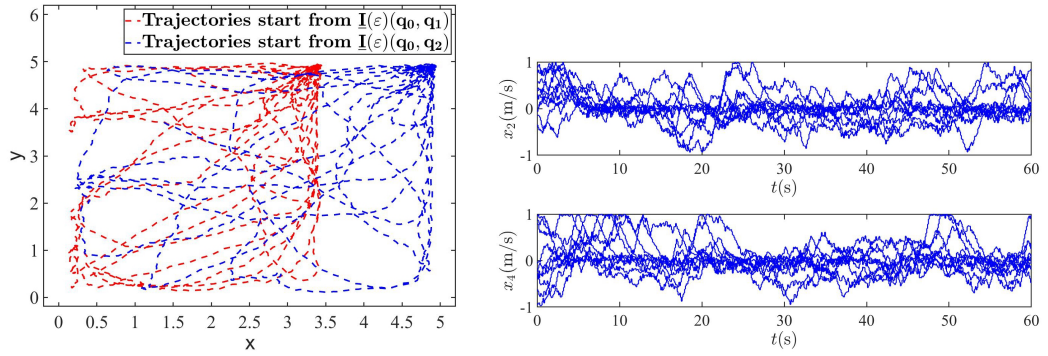 Trajectories start from I(ε)(q₀, q₁)
Trajectories start from I(ε)(q₀, q₂)
y
6
5
4
3
2
1
0
0 0.5 1 1.5 2 2.5 3 3.5 4 4.5 5
x
x₂(m/s)
1
0
-1
0 10 20 30 40 50 60
t(s)
x₄(m/s)
1
0
-1
0 10 20 30 40 50 60
t(s)